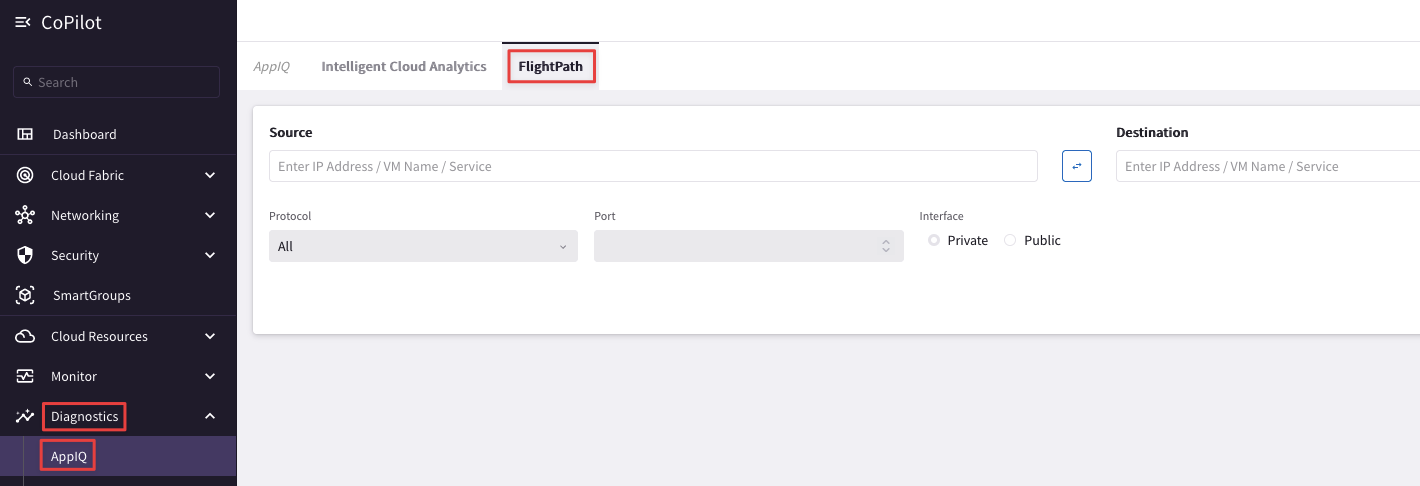 CoPilot
Search
Dashboard
Cloud Fabric
Networking
Security
SmartGroups
Cloud Resources
Monitor
Diagnostics
AppIQ
AppIQ Intelligent Cloud Analytics FlightPath
Source Destination
Enter IP Address / VM Name / Service Enter IP Address / VM Name / Service
Protocol Port Interface
All Private Public